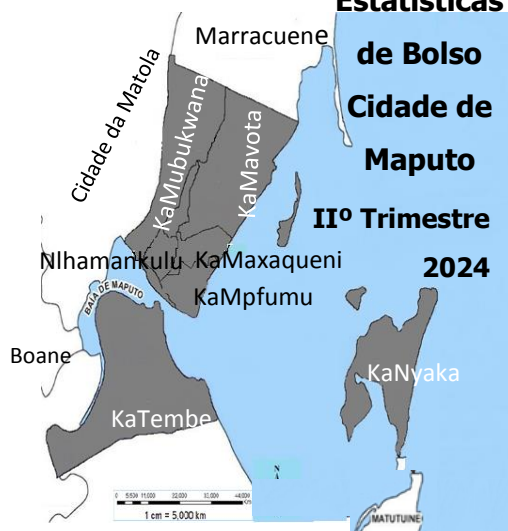 Estatísticas
de Bolso
Cidade de
Maputo
IIº Trimestre
2024
Marracuene
Cidade da Matola
KaMubukwana
KaMavota
Nlhamankulu
KaMaxaqueni
KaMpfumu
BAÍA DE MAPUTO
Boane
KaTembe
KaNyaka
N
1 cm = 5,000 km
MATUTUINE